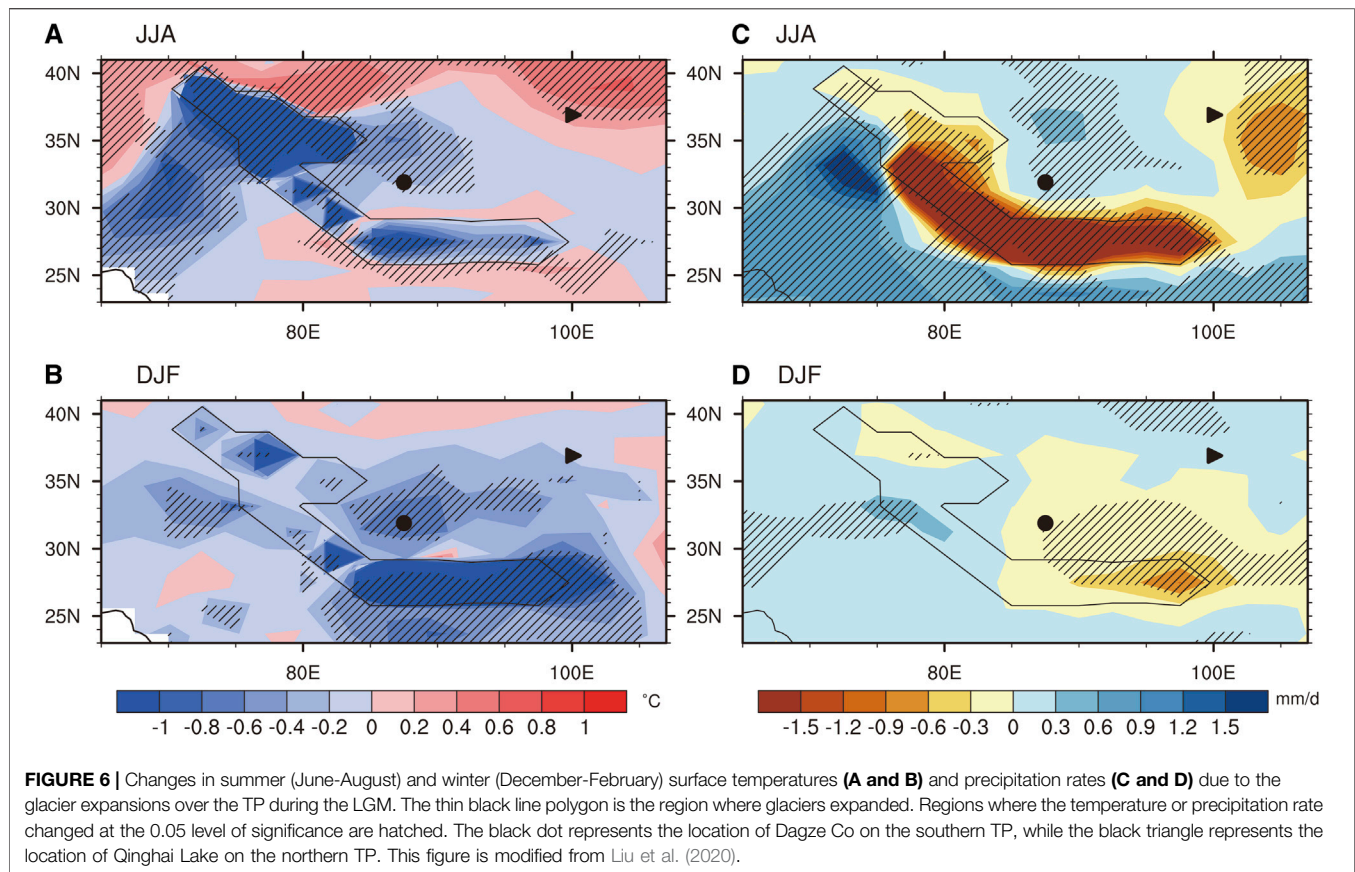 A JJA
40N
35N
30N
25N
80E 100E
C JJA
40N
35N
30N
25N
80E 100E
B DJF
40N
35N
30N
25N
80E 100E
-1 -0.8 -0.6 -0.4 -0.2 0 0.2 0.4 0.6 0.8 1 °C
D DJF
40N
35N
30N
25N
80E 100E
-1.5 -1.2 -0.9 -0.6 -0.3 0 0.3 0.6 0.9 1.2 1.5 mm/d
FIGURE 6 | Changes in summer (June-August) and winter (December-February) surface temperatures (A and B) and precipitation rates (C and D) due to the
glacier expansions over the TP during the LGM. The thin black line polygon is the region where glaciers expanded. Regions where the temperature or precipitation rate
changed at the 0.05 level of significance are hatched. The black dot represents the location of Dagze Co on the southern TP, while the black triangle represents the
location of Qinghai Lake on the northern TP. This figure is modified from Liu et al. (2020).